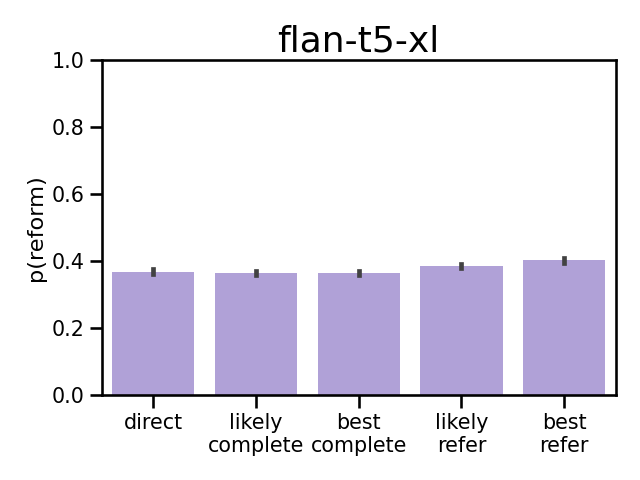 flan-t5-xl
p(reform)
1.0
0.8
0.6
0.4
0.2
0.0
direct
likely
complete
best
complete
likely
refer
best
refer